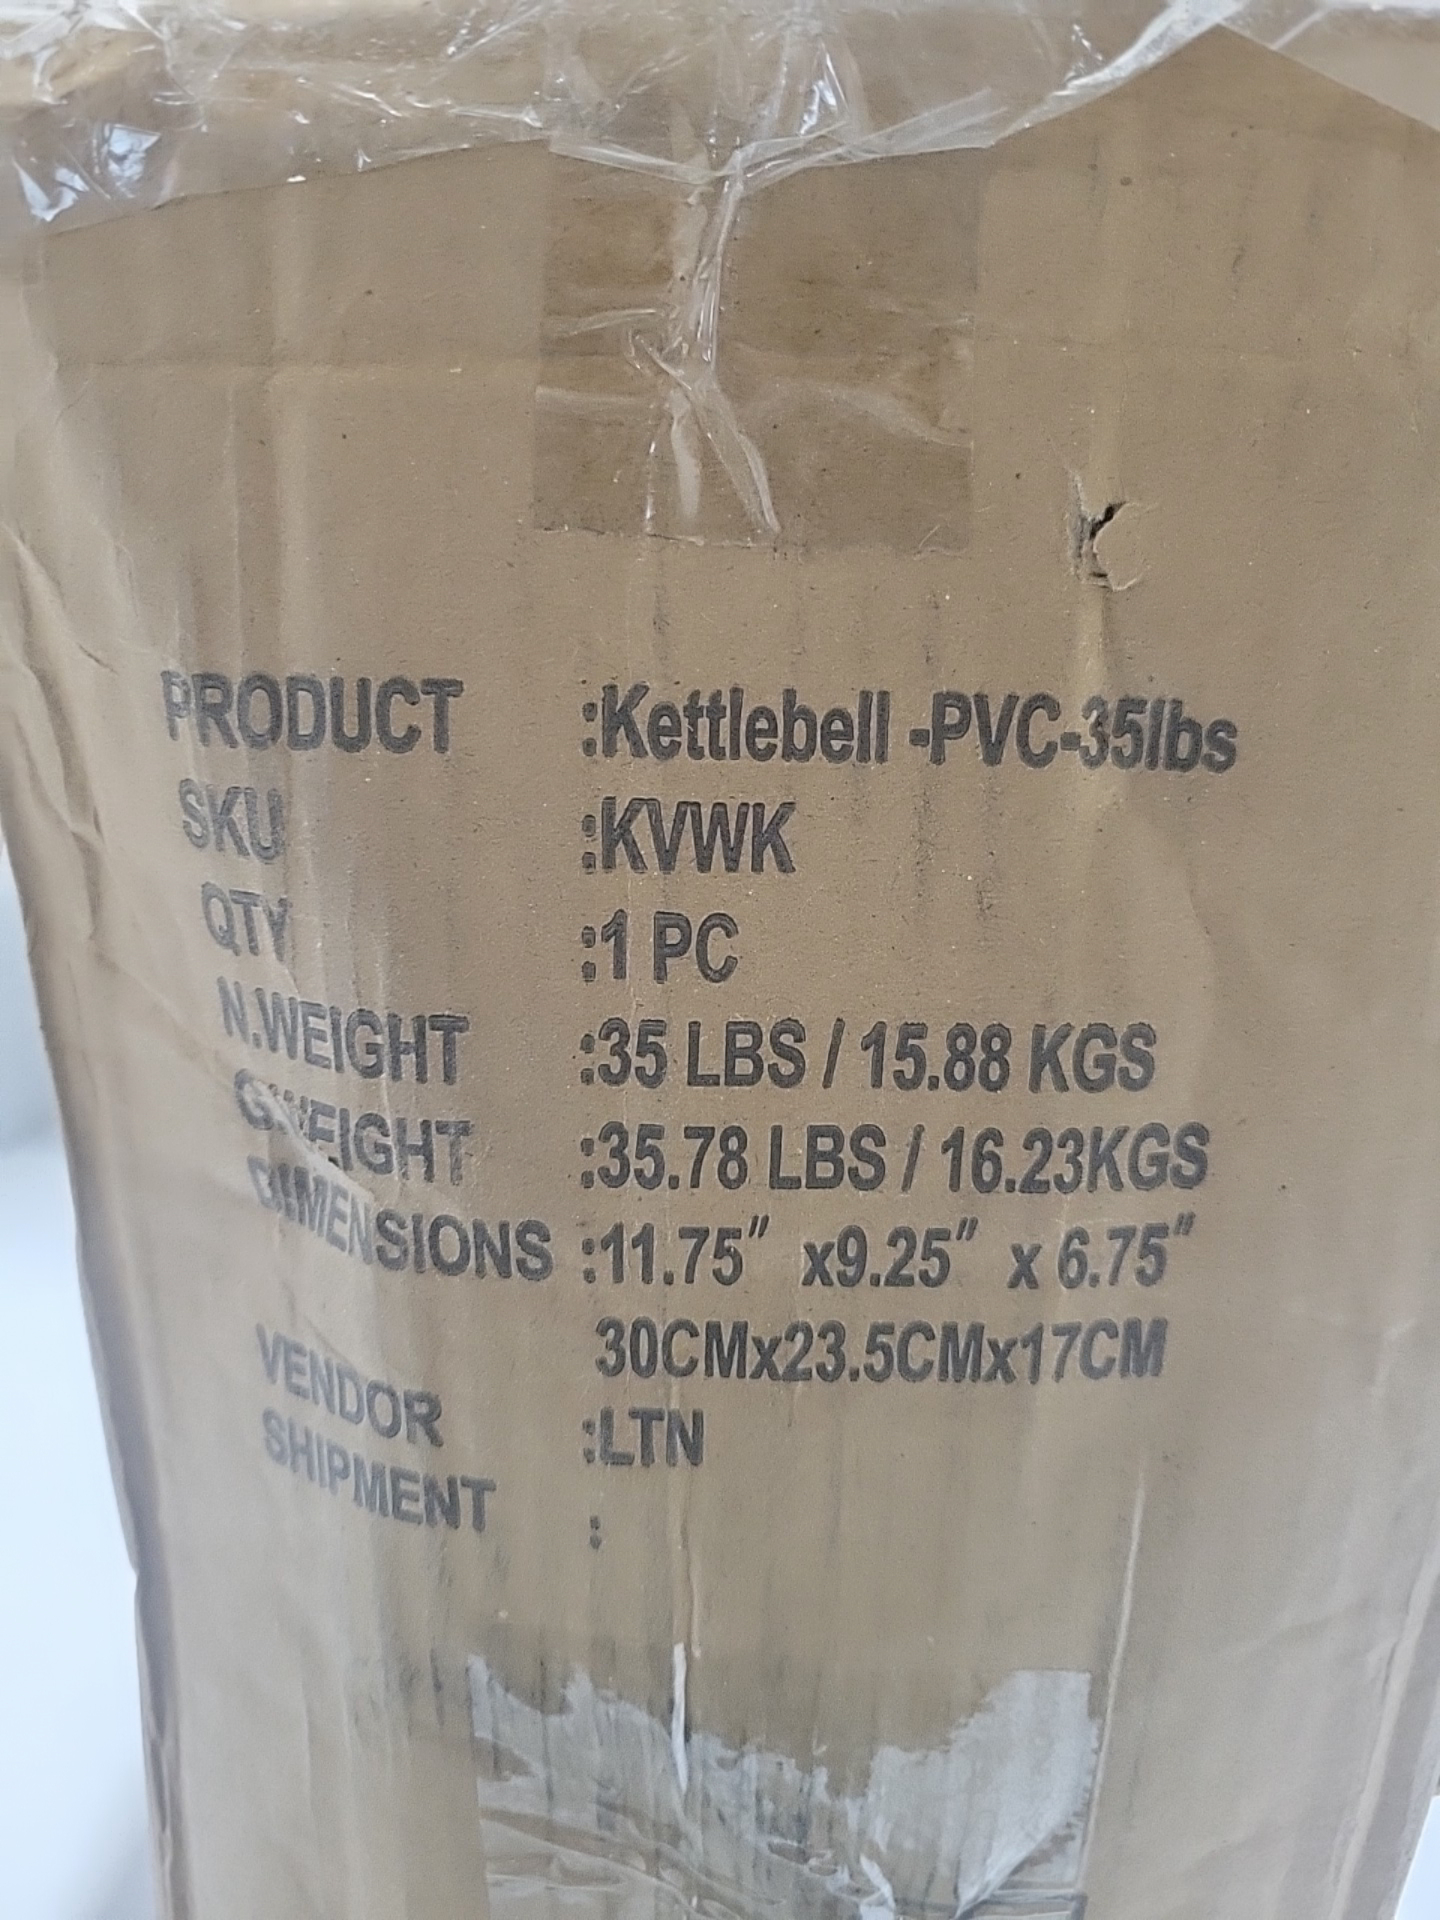 PRODUCT :Kettlebell -PVC-35lbs
SKU :KVWK
QTY :1 PC
N.WEIGHT :35 LBS / 15.88 KGS
G.WEIGHT :35.78 LBS / 16.23KGS
DIMENSIONS :11.75" x9.25" x 6.75"
30CMx23.5CMx17CM
VENDOR :LTN
SHIPMENT :